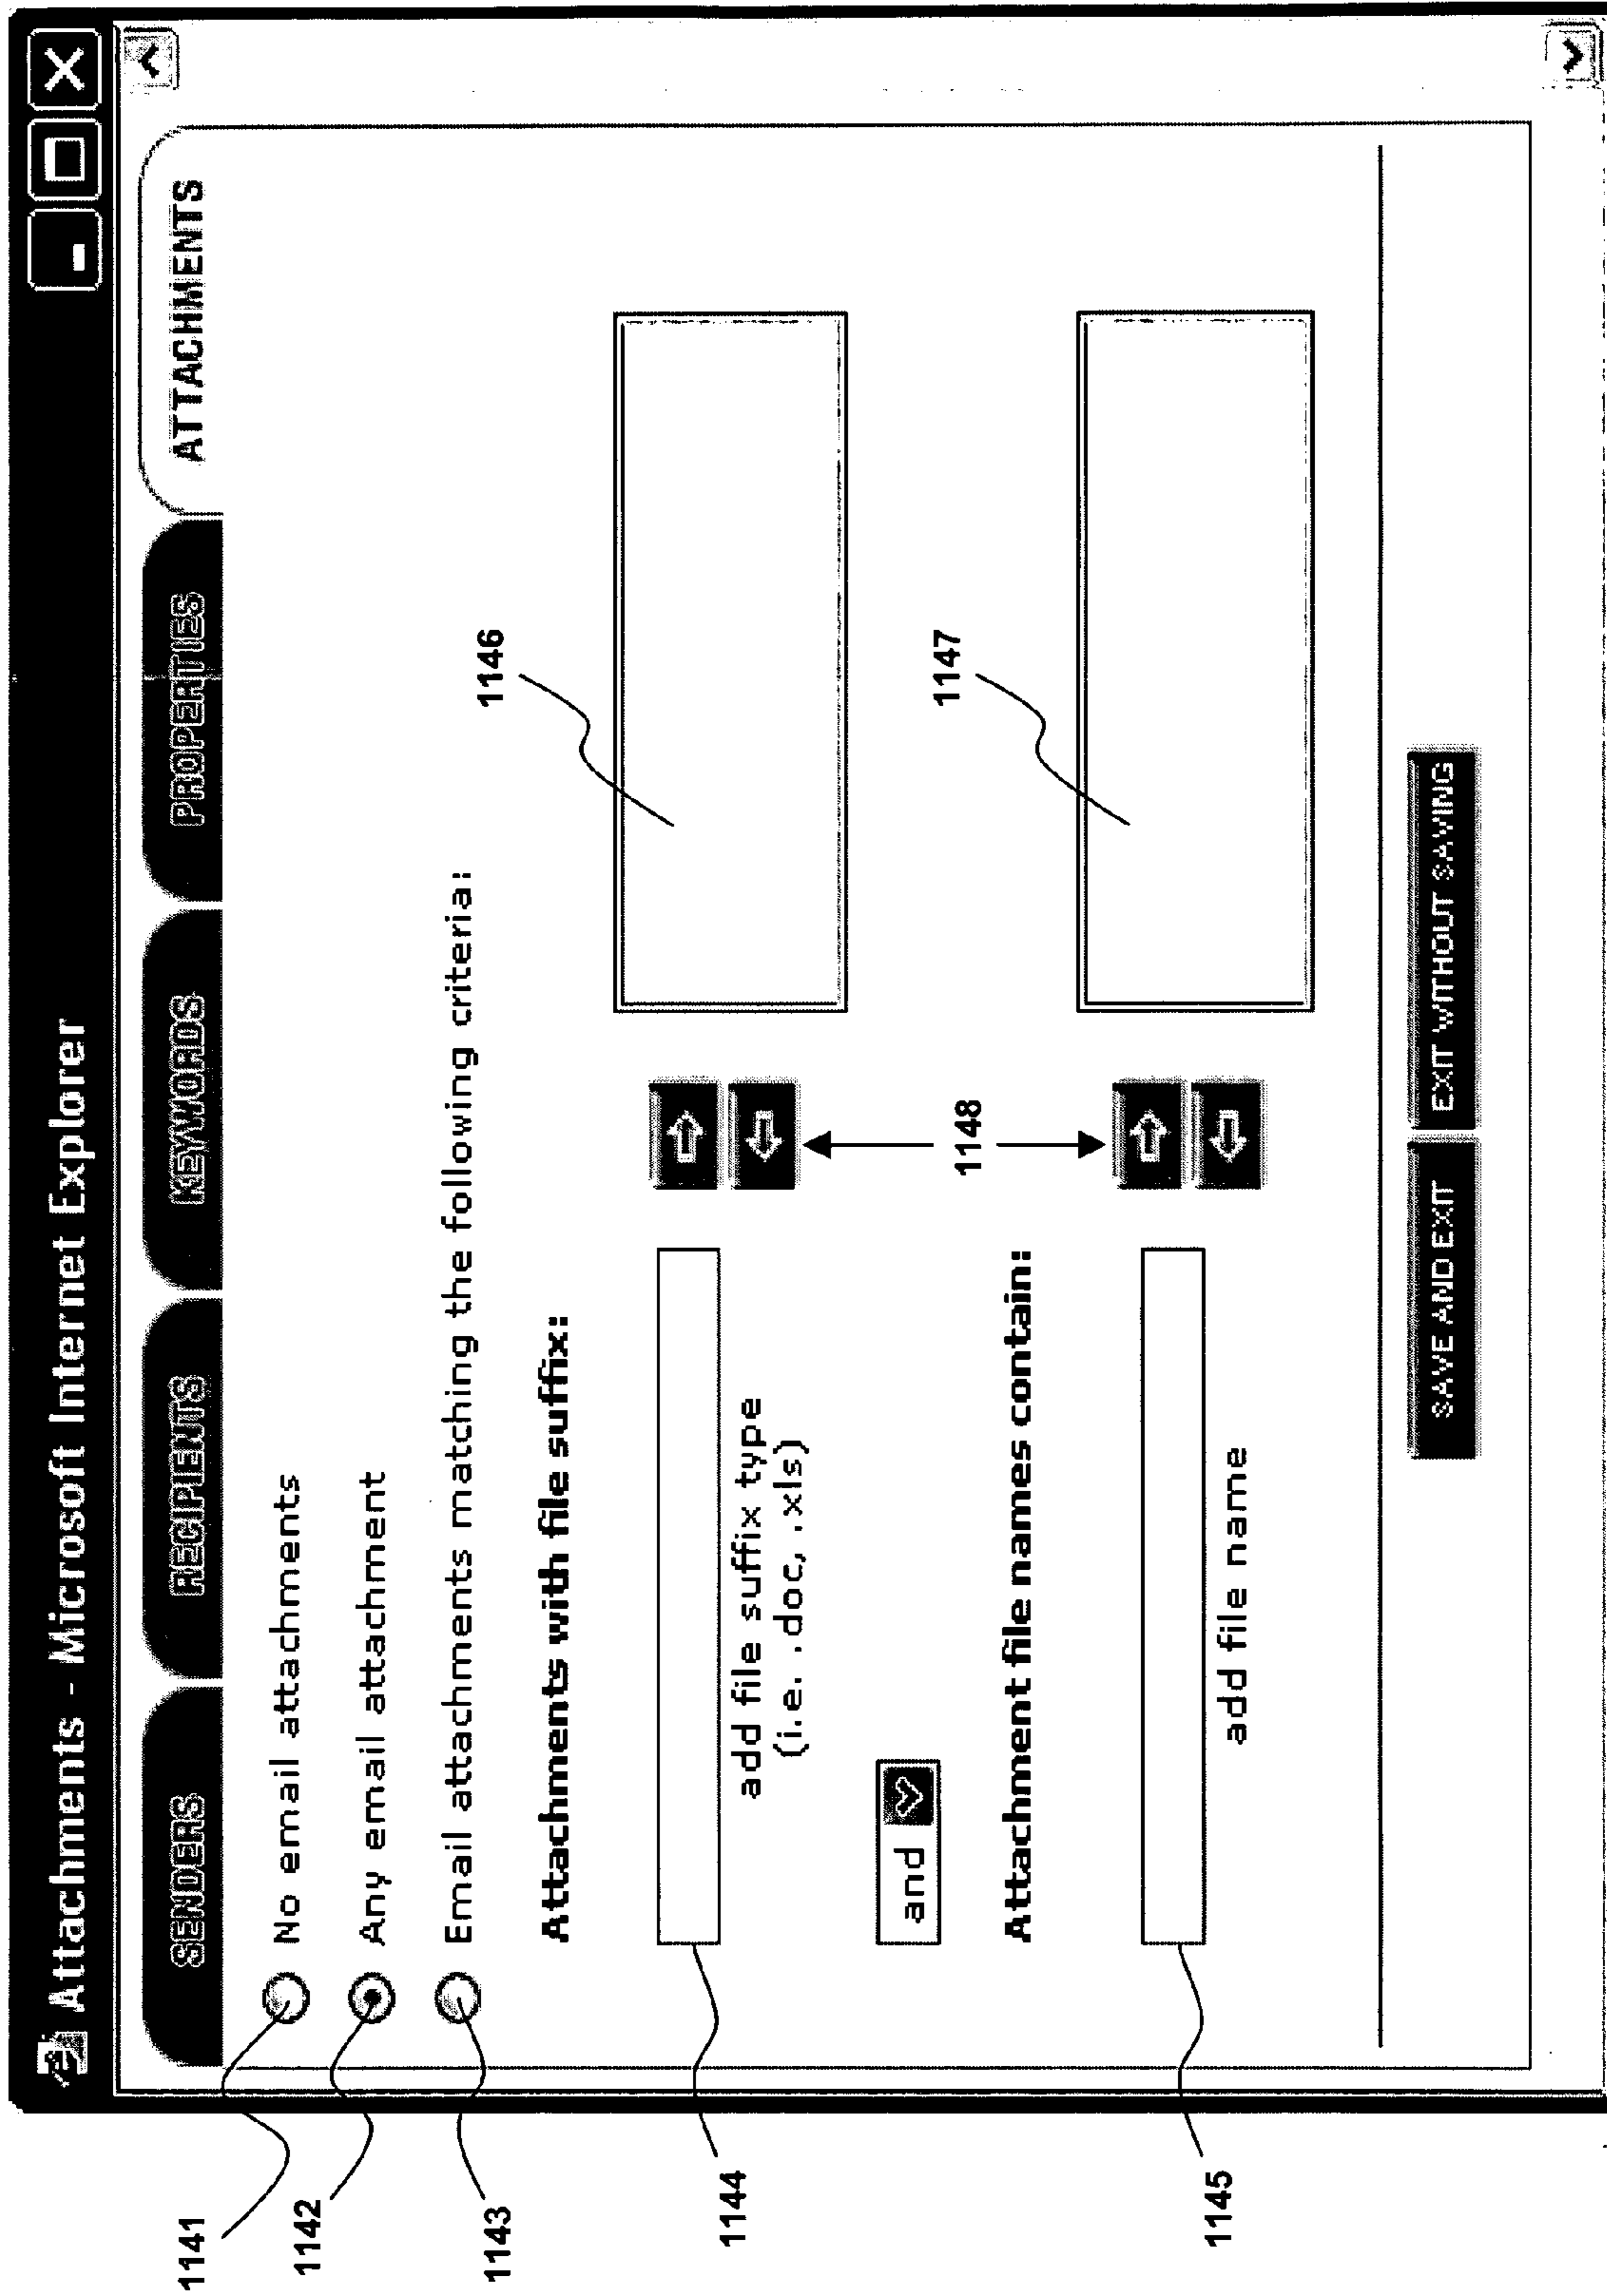 Attachments - Microsoft Internet Explorer
SENDERS
RECIPIENTS
KEYWORDS
PROPERTIES
ATTACHMENTS
1141
No email attachments
1142
Any email attachment
1143
Email attachments matching the following criteria:
Attachments with file suffix:
1146
1144
add file suffix type
(i.e. .doc, .xls)
1148
and
1147
Attachment file names contain:
1145
add file name
SAVE AND EXIT
EXIT WITHOUT SAVING